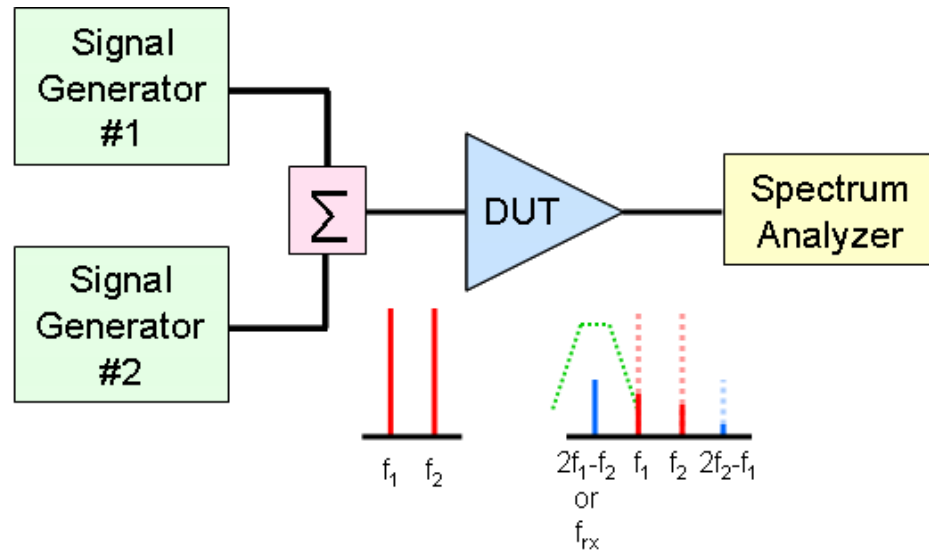 Signal
Generator
#1
Σ
DUT
Spectrum
Analyzer
Signal
Generator
#2
f₁ f₂
2f₁-f₂ f₁ f₂ 2f₂-f₁
or
fᵣₓ